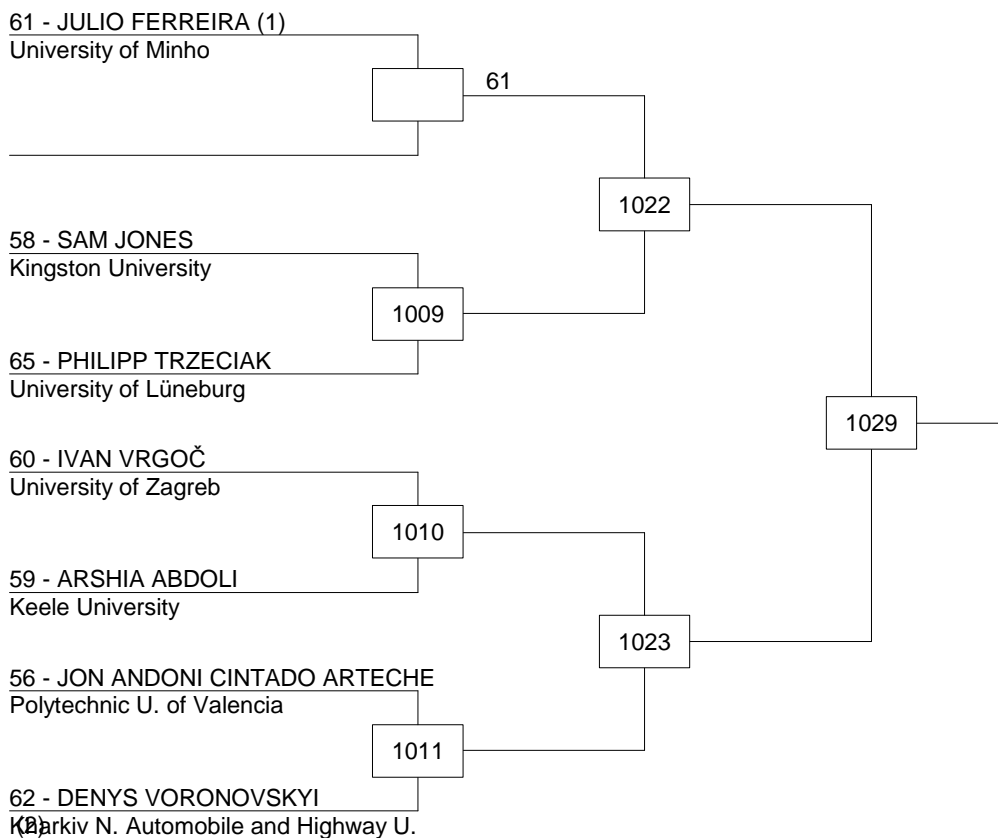 61 - JULIO FERREIRA (1)
University of Minho
61
1022
58 - SAM JONES
Kingston University
1009
65 - PHILIPP TRZECIAK
University of Lüneburg
1029
60 - IVAN VRGOČ
University of Zagreb
1010
59 - ARSHIA ABDOLI
Keele University
1023
56 - JON ANDONI CINTADO ARTECHE
Polytechnic U. of Valencia
1011
62 - DENYS VORONOVSKYI
(2)
Kharkiv N. Automobile and Highway U.